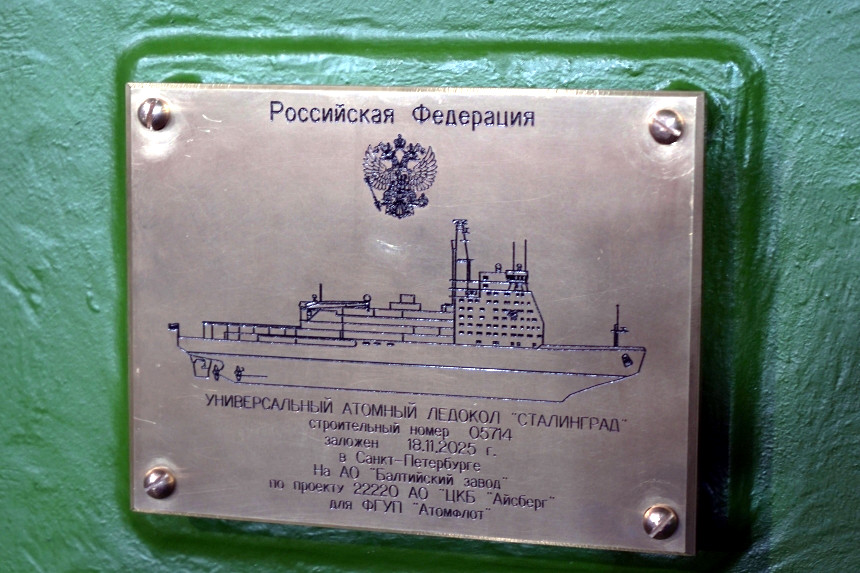 Российская Федерация
УНИВЕРСАЛЬНЫЙ АТОМНЫЙ ЛЕДОКОЛ "СТАЛИНГРАД"
строительный номер 05714
заложен 18.11.2025 г.
в Санкт-Петербурге
На АО "Балтийский завод"
по проекту 22220 АО "ЦКБ "Айсберг"
для ФГУП "Атомфлот"